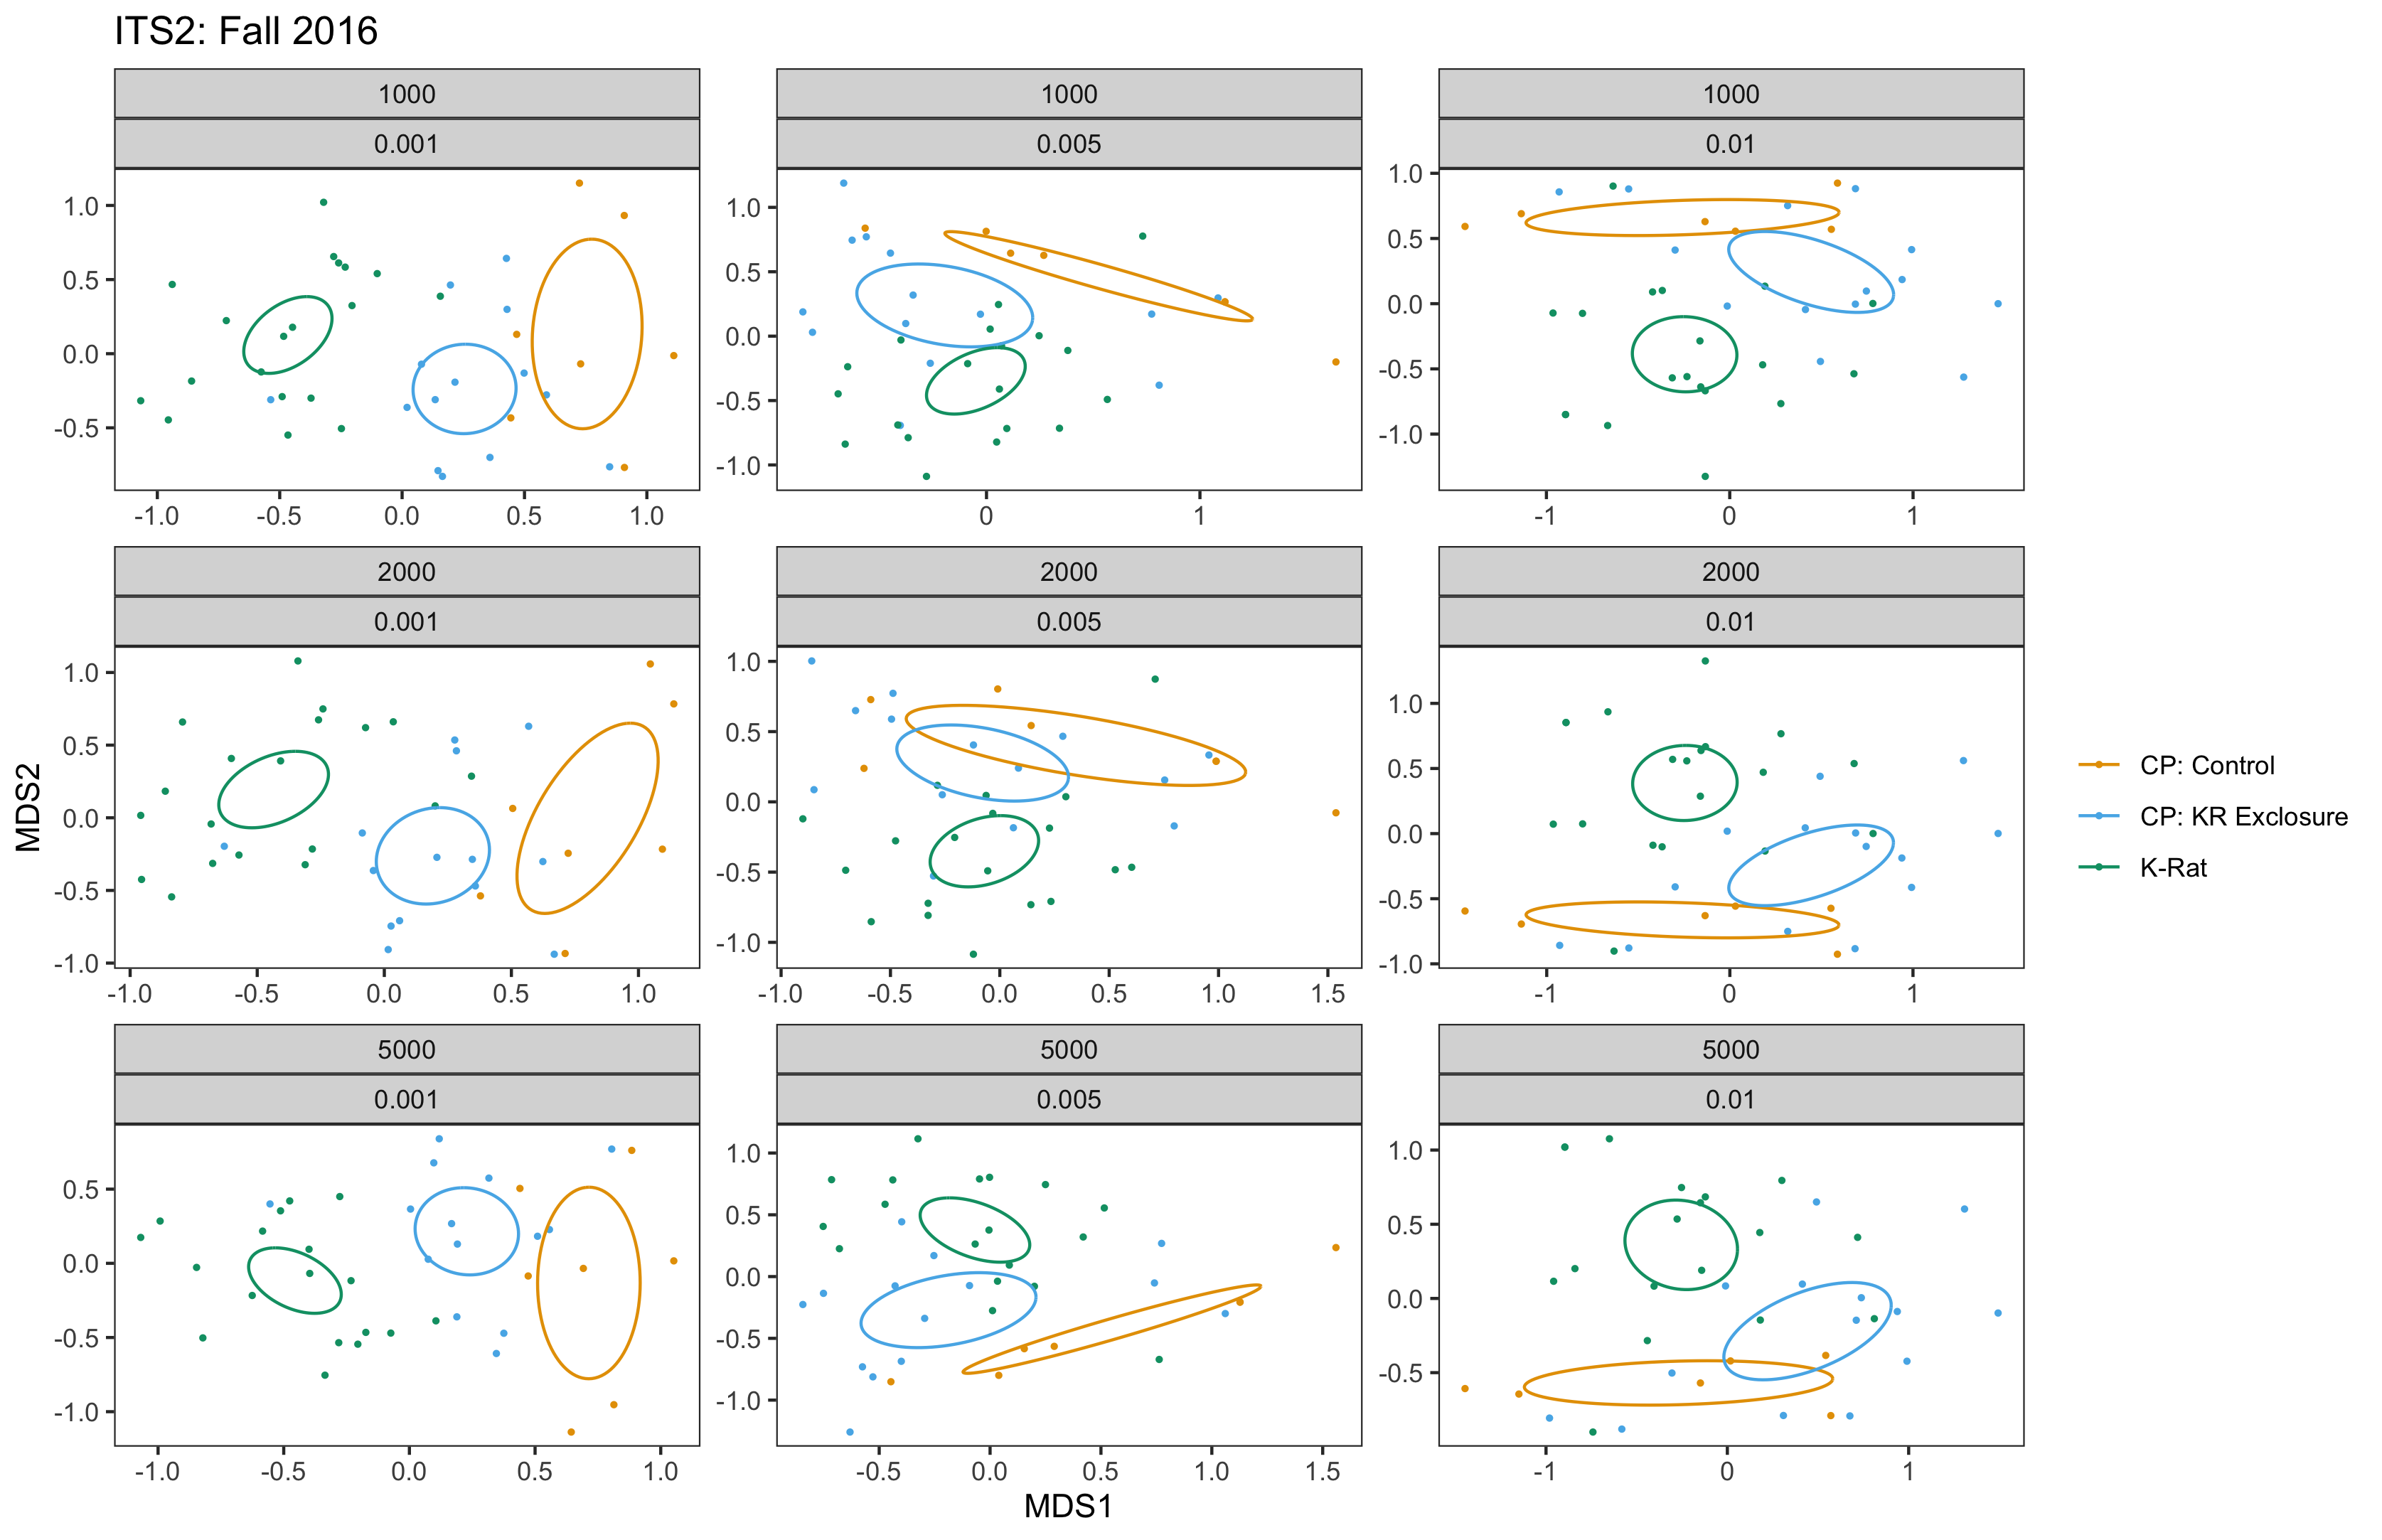 ITS2: Fall 2016
1000 1000 1000
0.001 0.005 0.01
1.0 0.5 0.0 -0.5
1.0 0.5 0.0 -0.5 -1.0
1.0 0.5 0.0 -0.5 -1.0
-1.0 -0.5 0.0 0.5 1.0
0 1
-1 0 1
2000 2000 2000
0.001 0.005 0.01
1.0 0.5 0.0 -0.5 -1.0
1.0 0.5 0.0 -0.5 -1.0
1.0 0.5 0.0 -0.5 -1.0
-1.0 -0.5 0.0 0.5 1.0
-1.0 -0.5 0.0 0.5 1.0 1.5
-1 0 1
5000 5000 5000
0.001 0.005 0.01
0.5 0.0 -0.5 -1.0
1.0 0.5 0.0 -0.5 -1.0
1.0 0.5 0.0 -0.5
-1.0 -0.5 0.0 0.5 1.0
-0.5 0.0 0.5 1.0 1.5
-1 0 1
MDS2
MDS1
CP: Control
CP: KR Exclosure
K-Rat